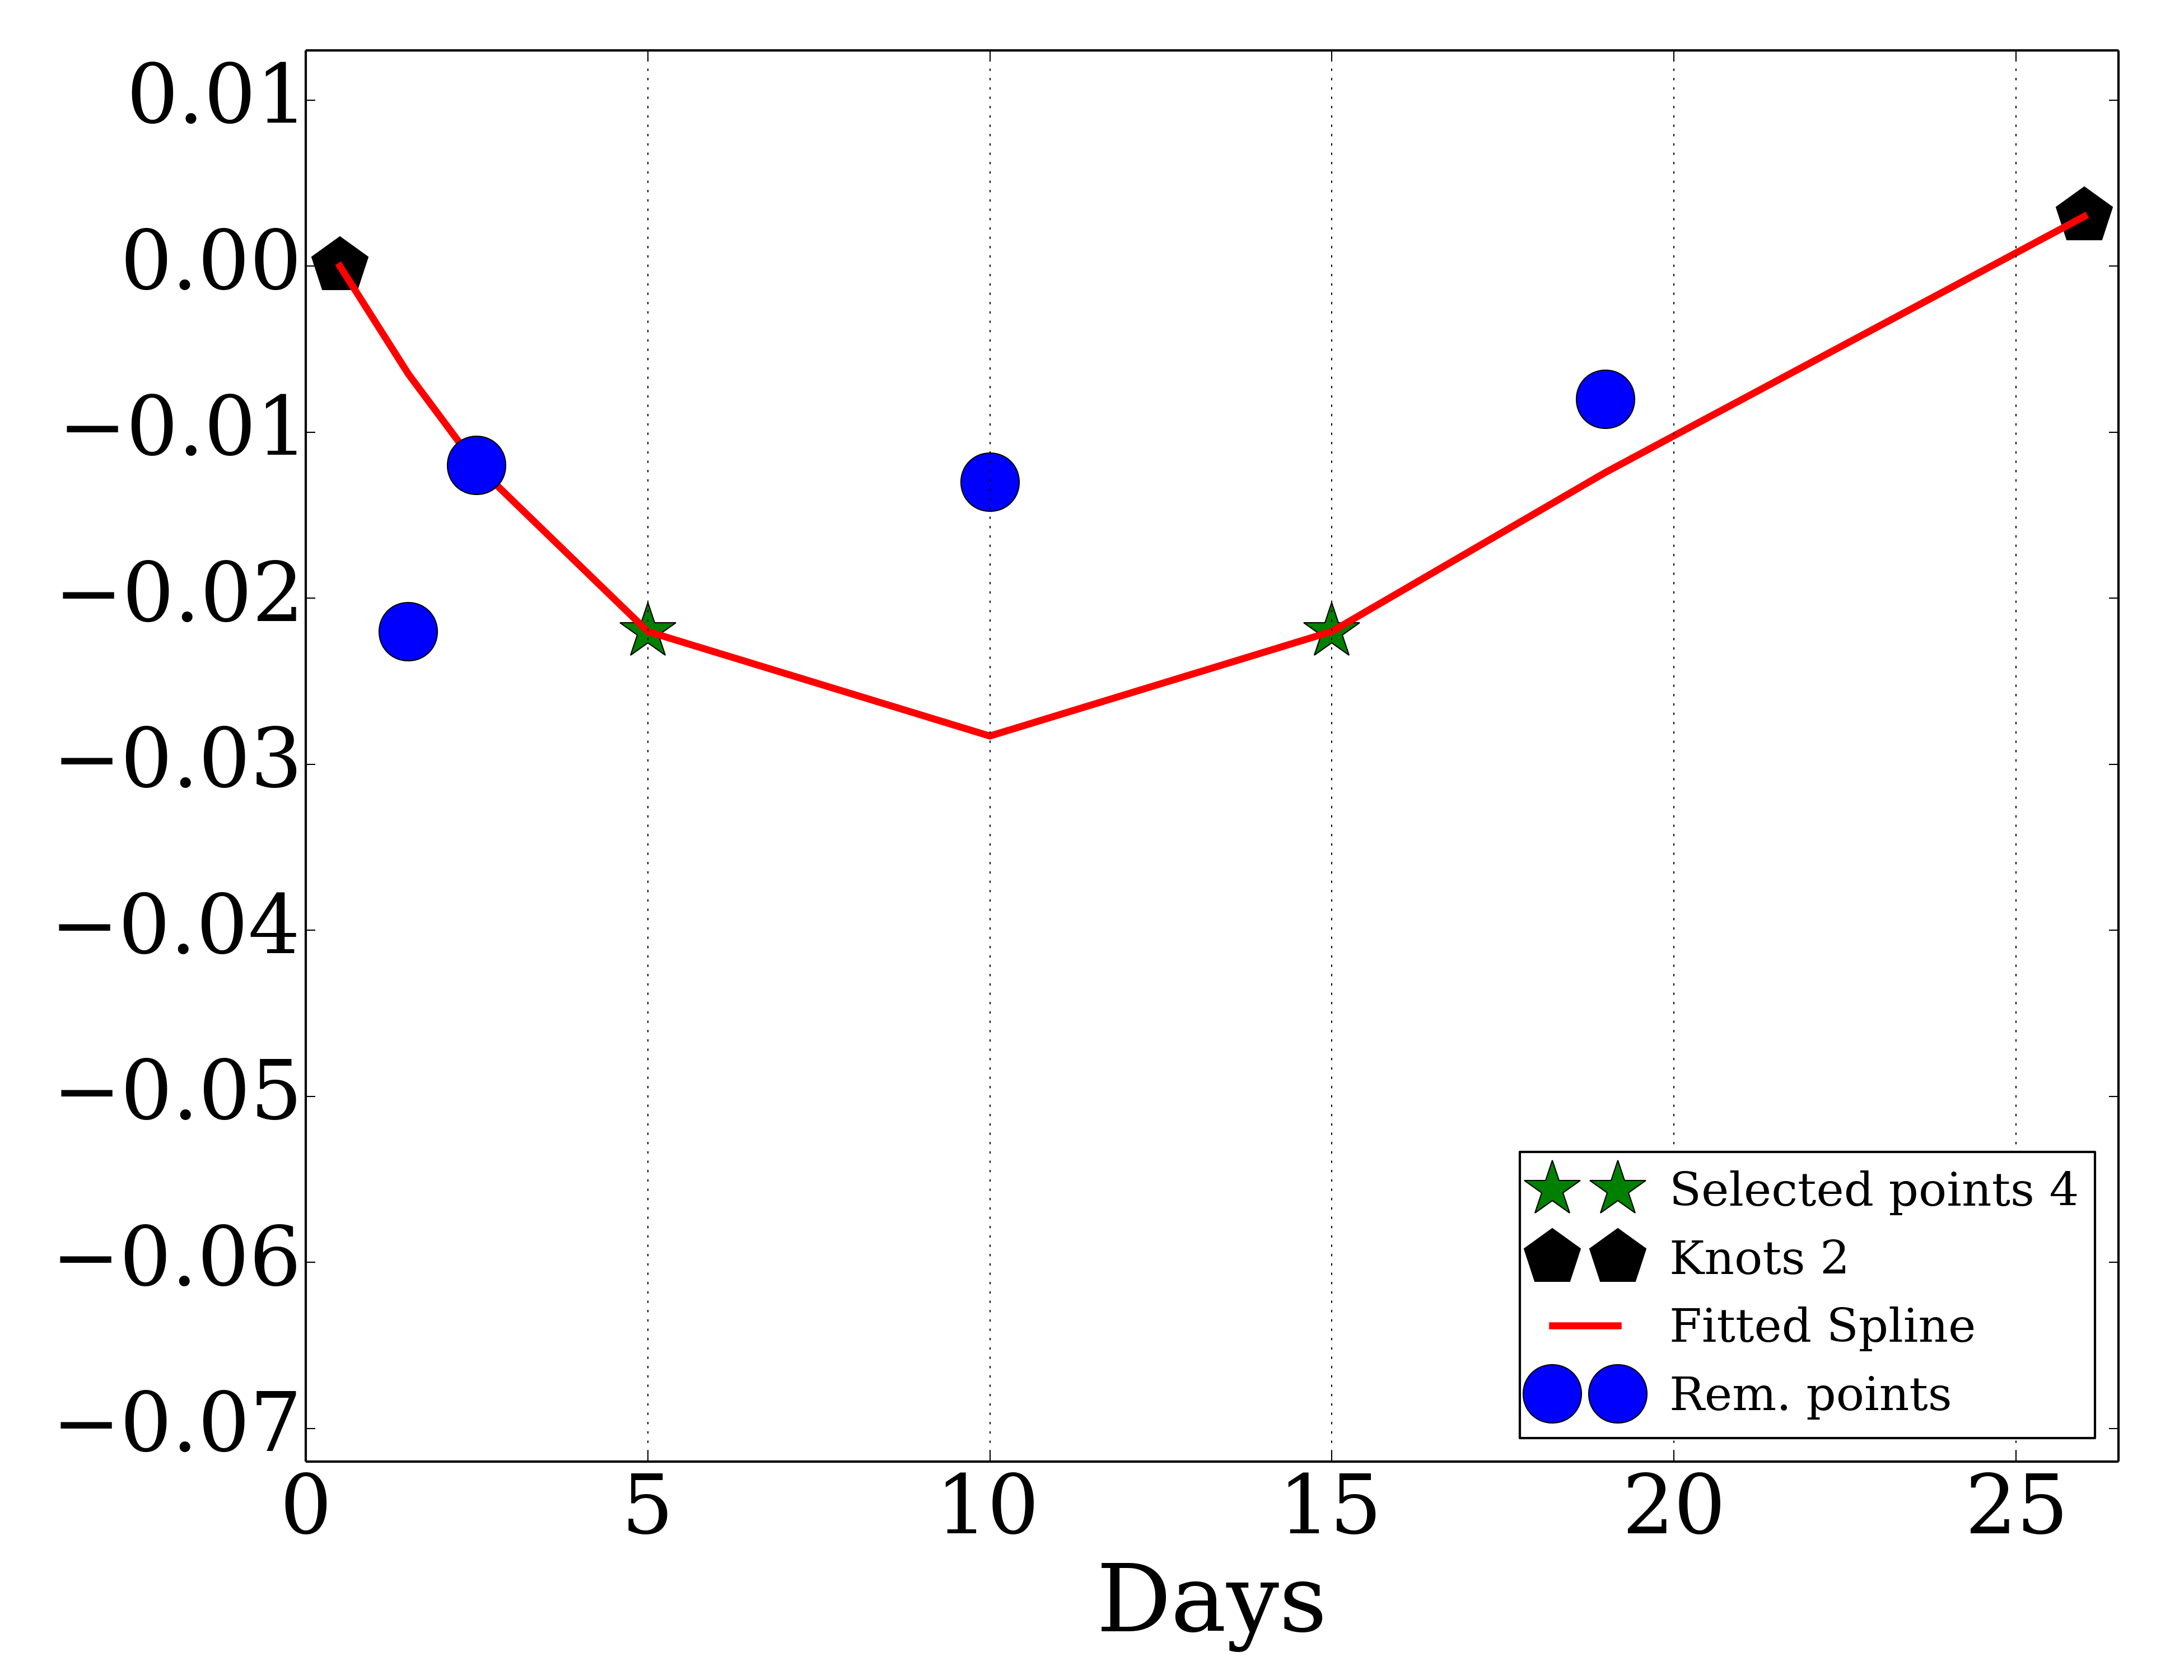 0.01
0.00
−0.01
−0.02
−0.03
−0.04
−0.05
−0.06
−0.07
0 5 10 15 20 25
Days
Selected points 4
Knots 2
Fitted Spline
Rem. points